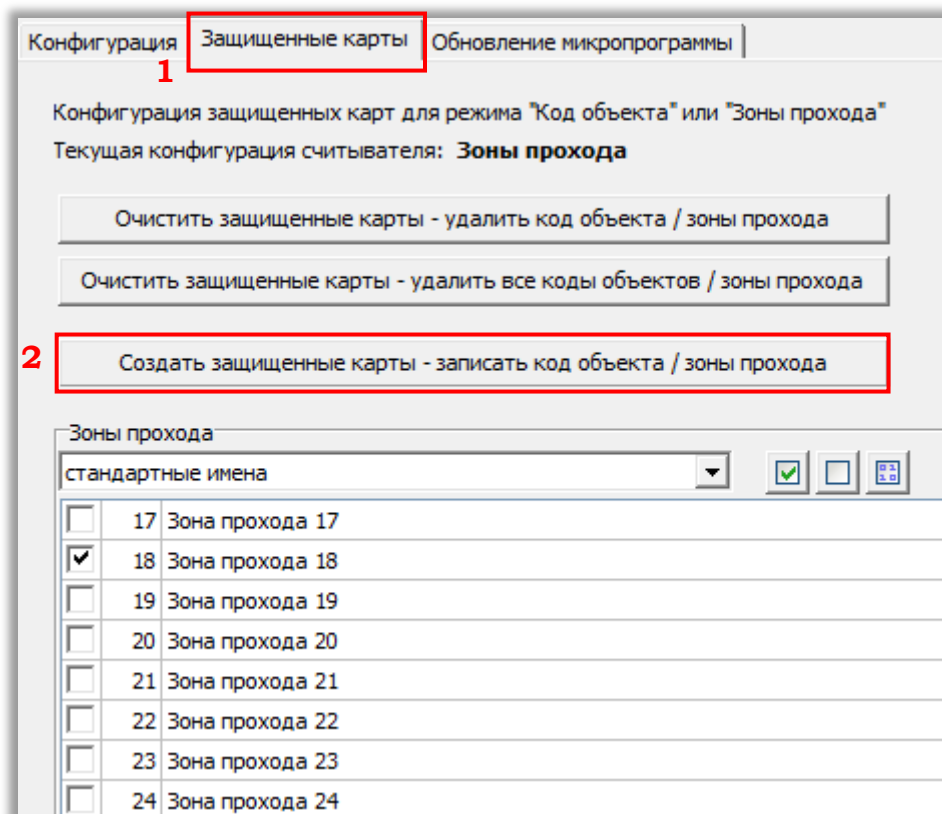 Конфигурация Защищенные карты Обновление микропрограммы
1
Конфигурация защищенных карт для режима "Код объекта" или "Зоны прохода"
Текущая конфигурация считывателя: Зоны прохода
Очистить защищенные карты - удалить код объекта / зоны прохода
Очистить защищенные карты - удалить все коды объектов / зоны прохода
2 Создать защищенные карты - записать код объекта / зоны прохода
Зоны прохода
стандартные имена
17 Зона прохода 17
18 Зона прохода 18
19 Зона прохода 19
20 Зона прохода 20
21 Зона прохода 21
22 Зона прохода 22
23 Зона прохода 23
24 Зона прохода 24